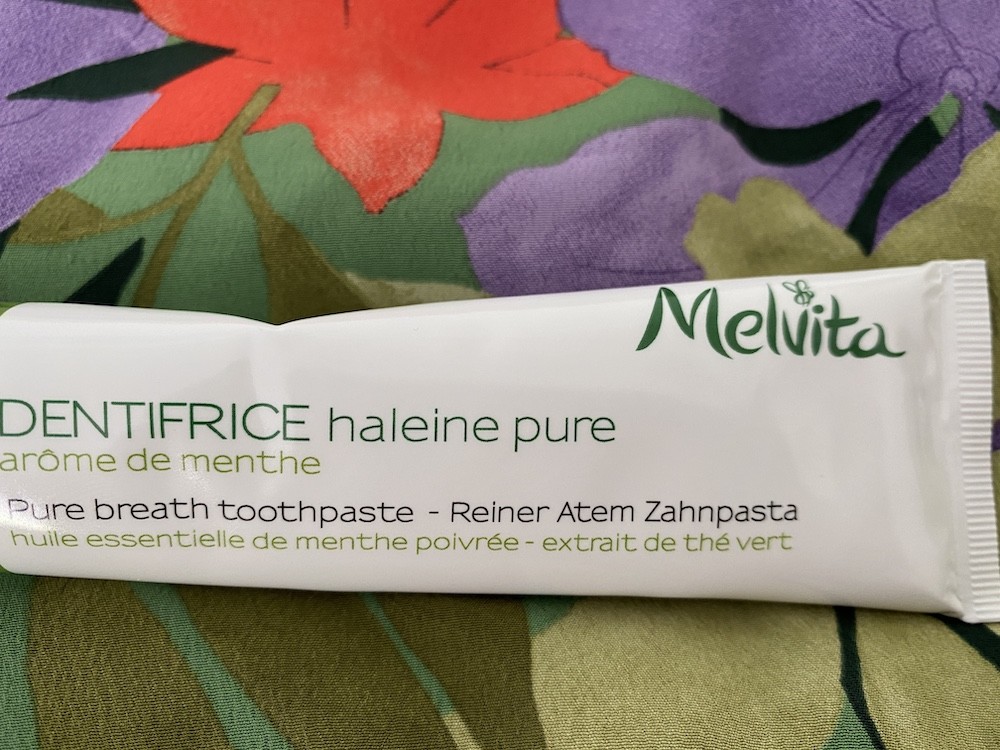 Melvita
DENTIFRICE haleine pure
arôme de menthe
Pure breath toothpaste - Reiner Atem Zahnpasta
huile essentielle de menthe poivrée - extrait de thé vert